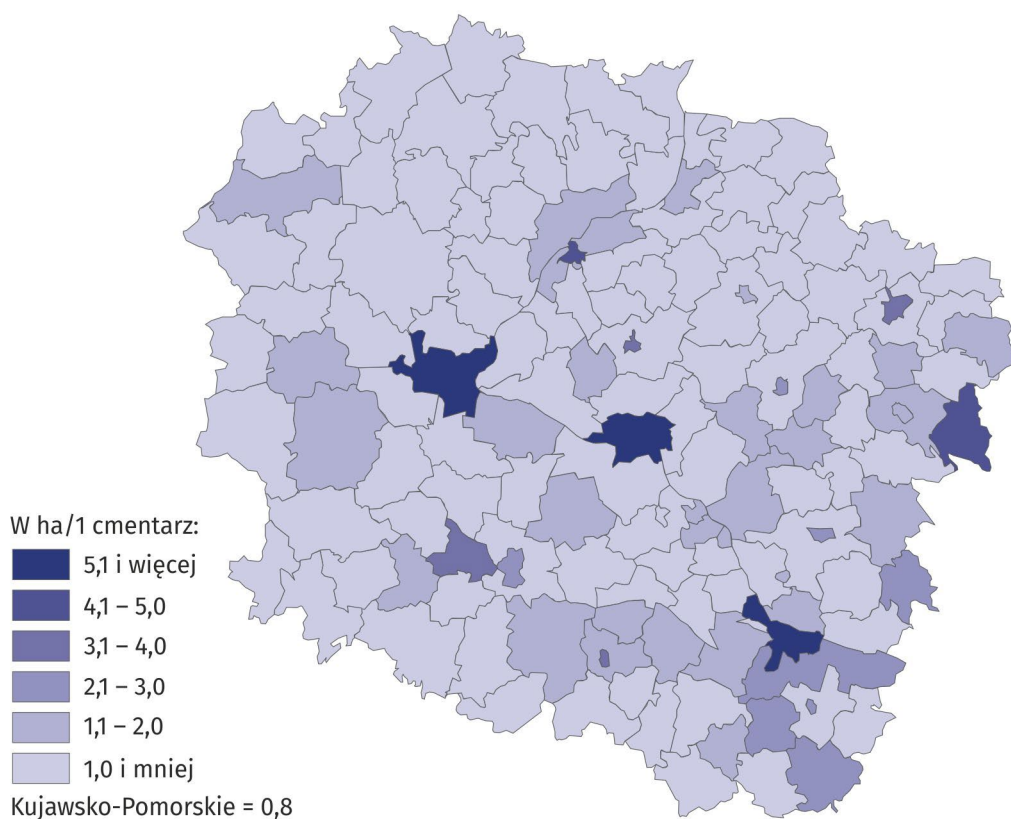 W ha/1 cmentarz:
5,1 i więcej
4,1 – 5,0
3,1 – 4,0
2,1 – 3,0
1,1 – 2,0
1,0 i mniej
Kujawsko-Pomorskie = 0,8